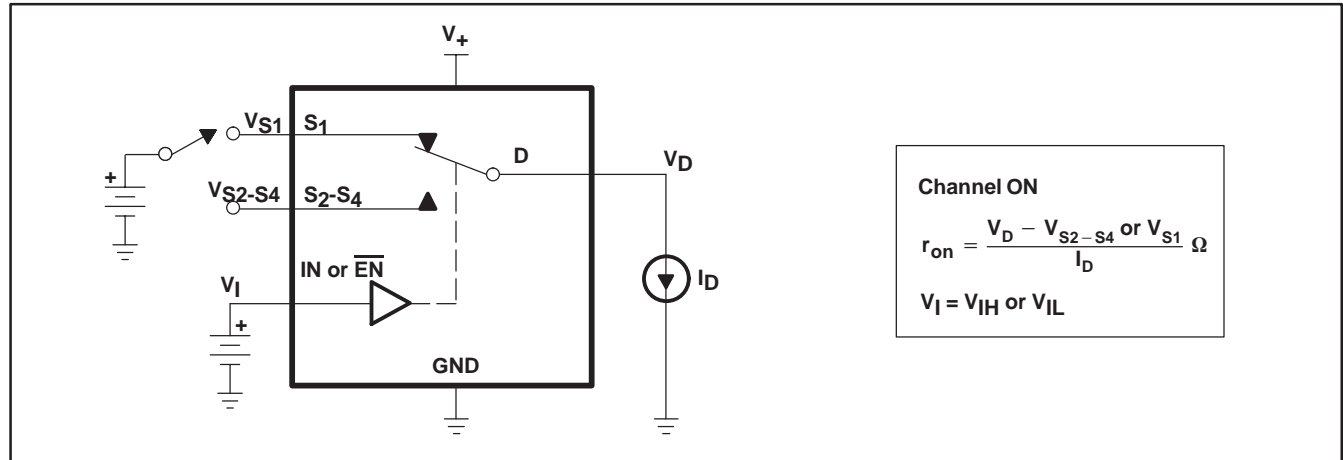 V+
VS1
S1
D
VD
+
VS2-S4
S2-S4
IN or EN
VI
ID
+
GND
Channel ON
ron = VD − VS2−S4 or VS1 / ID Ω
VI = VIH or VIL